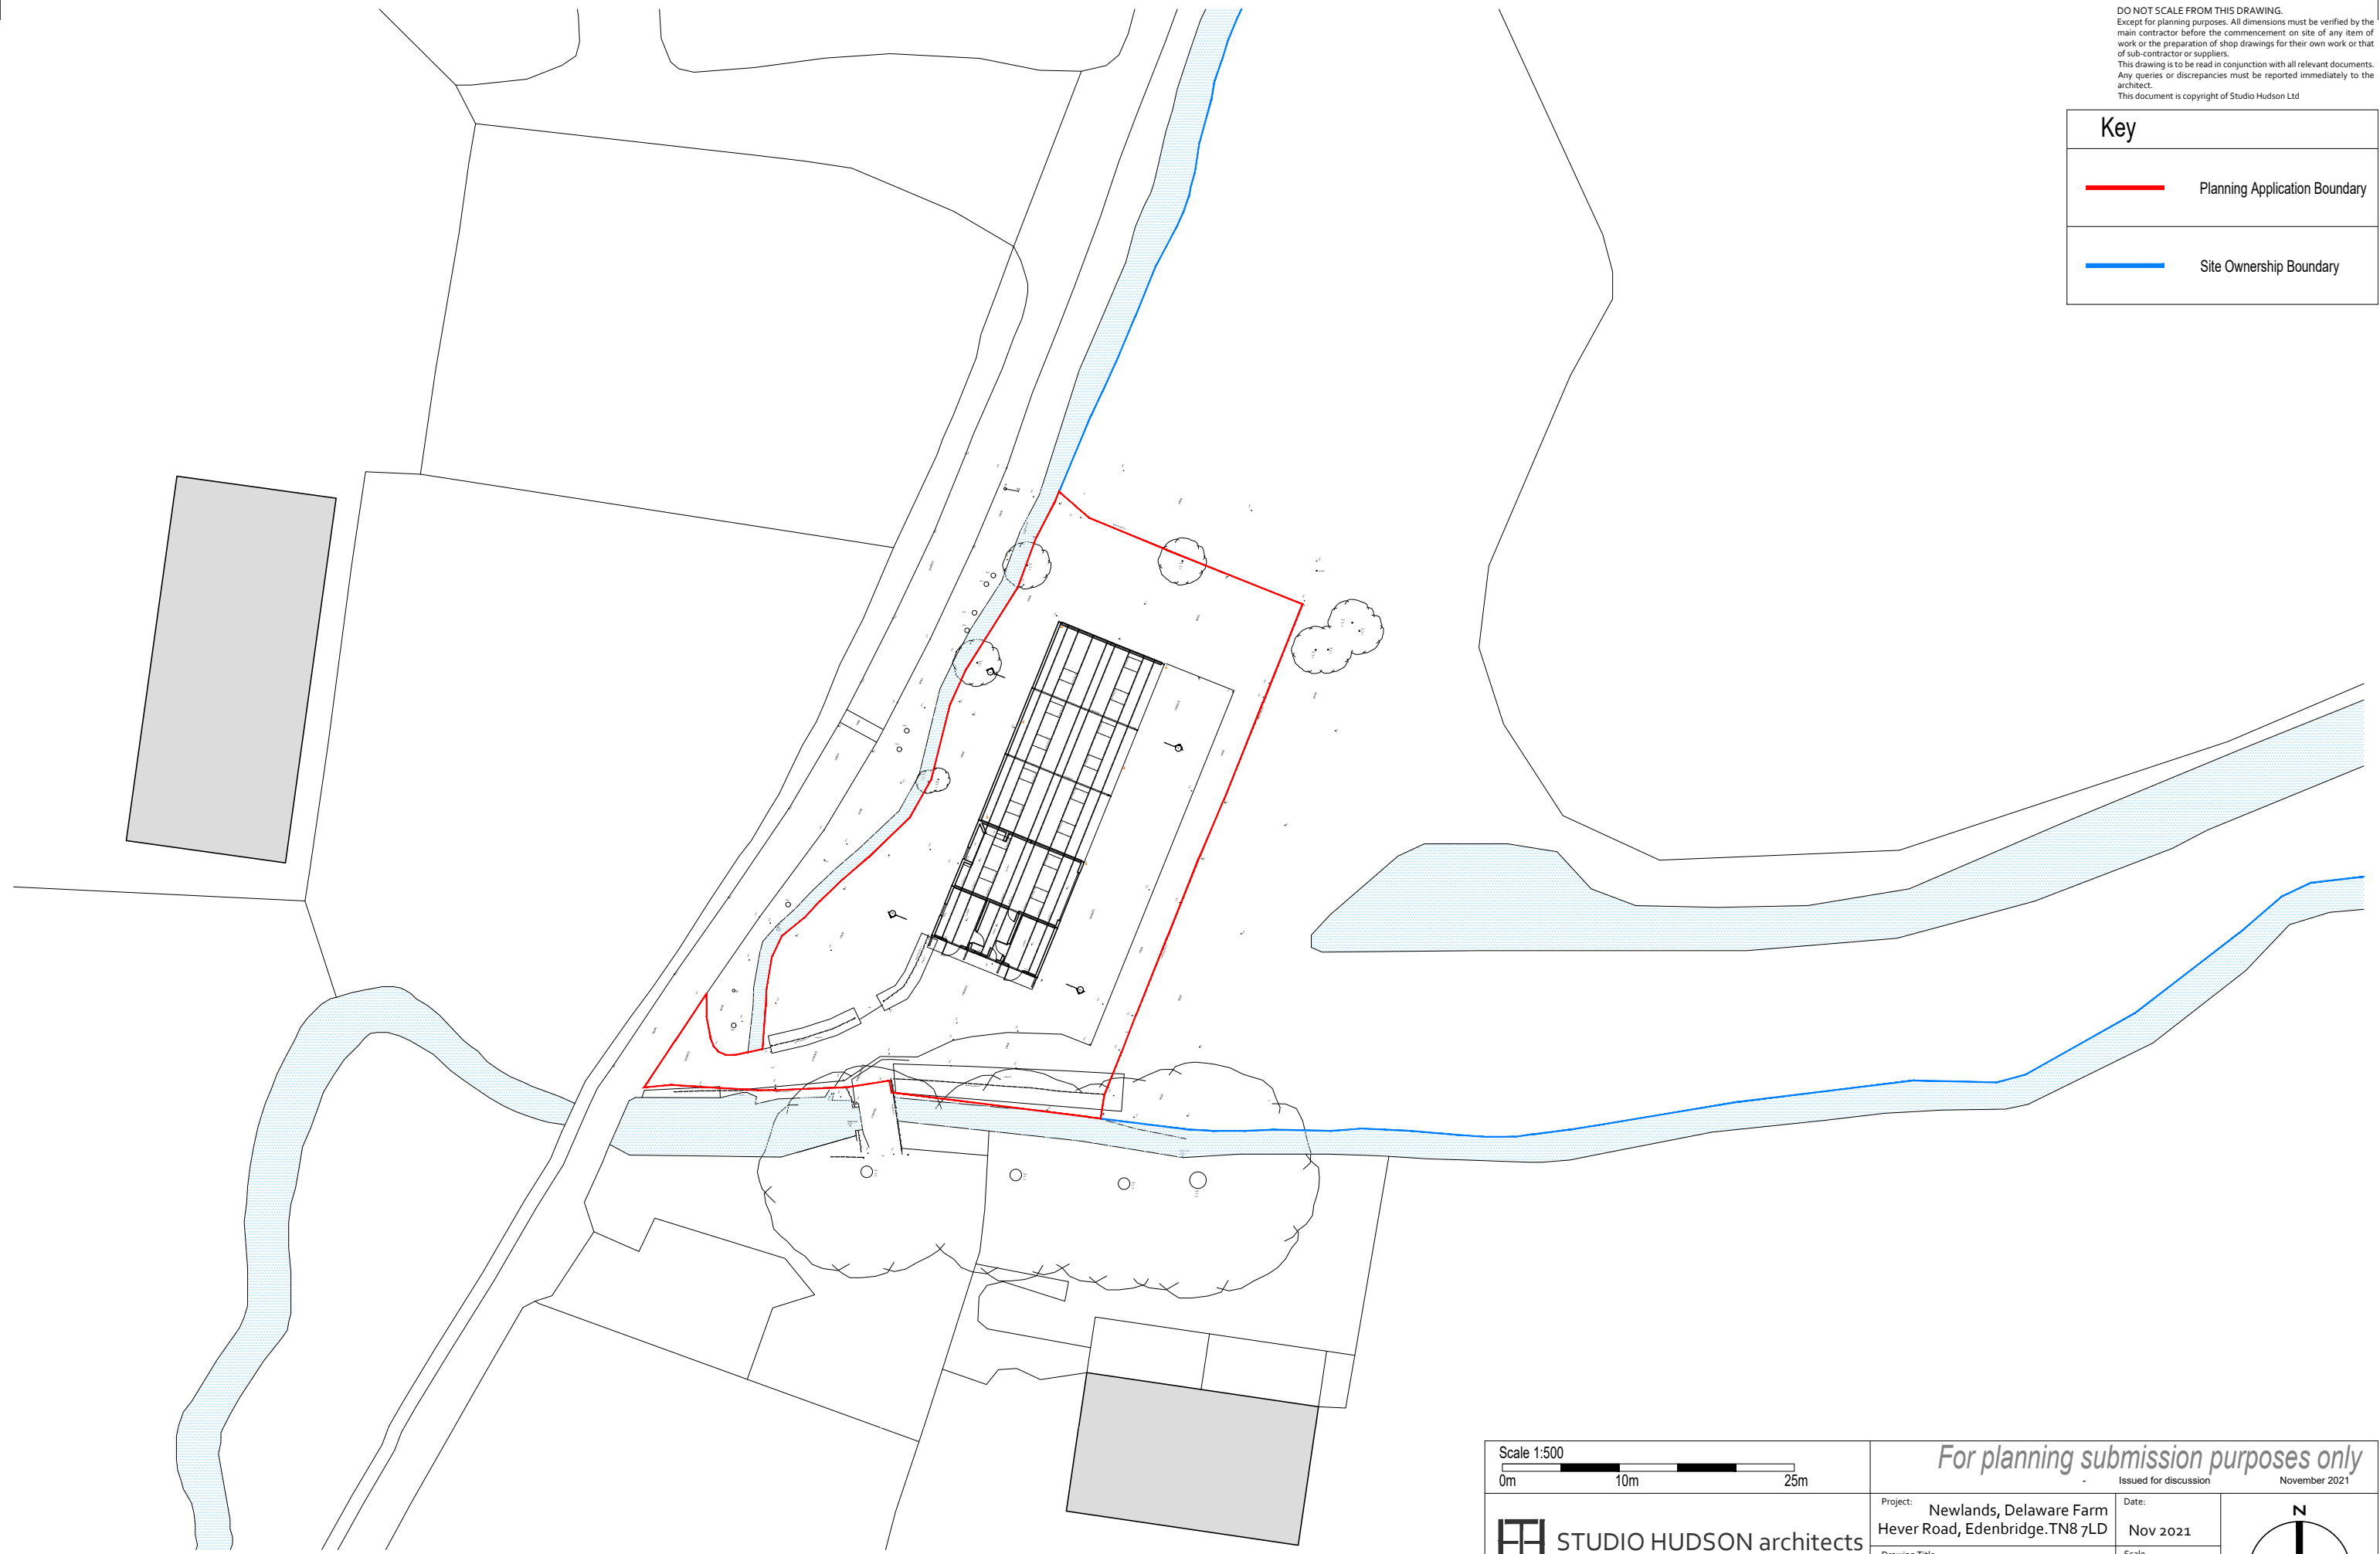 DO NOT SCALE FROM THIS DRAWING.
Except for planning purposes. All dimensions must be verified by the
main contractor before the commencement on site of any item of
work or the preparation of shop drawings for their own work or that
of sub-contractor or suppliers.
This drawing is to be read in conjunction with all relevant documents.
Any queries or discrepancies must be reported immediately to the
architect.
This document is copyright of Studio Hudson Ltd
Key
Planning Application Boundary
Site Ownership Boundary
Scale 1:500
0m 10m 25m
For planning submission purposes only
- Issued for discussion November 2021
STUDIO HUDSON architects
Project: Newlands, Delaware Farm
Hever Road, Edenbridge.TN8 7LD
Date:
Nov 2021
N
Drawing Title
Scale